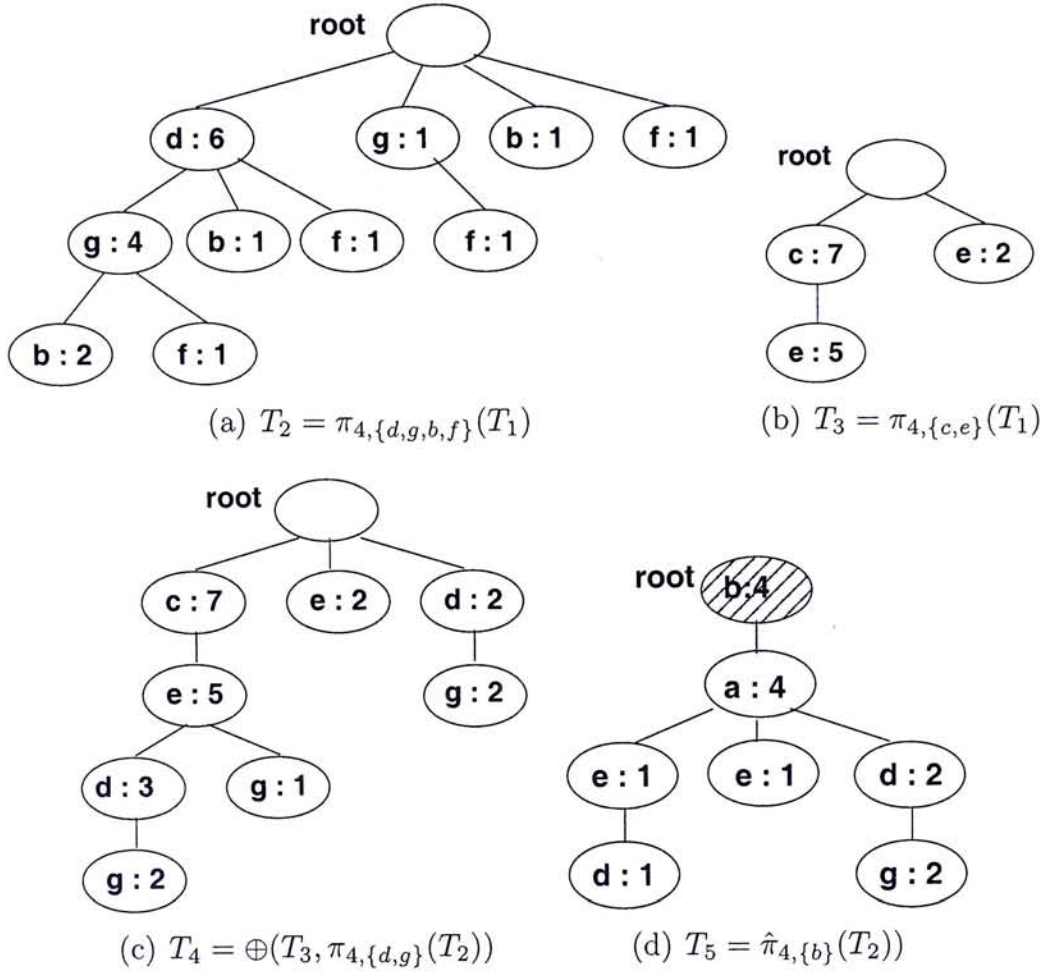 root
d : 6
g : 1
b : 1
f : 1
g : 4
b : 1
f : 1
f : 1
b : 2
f : 1
(a) T₂ = π₄,{d,g,b,f}(T₁)
root
c : 7
e : 2
e : 5
(b) T₃ = π₄,{c,e}(T₁)
root
c : 7
e : 2
d : 2
e : 5
g : 2
d : 3
g : 1
g : 2
(c) T₄ = ⊕(T₃, π₄,{d,g}(T₂))
root
b:4
a : 4
e : 1
e : 1
d : 2
d : 1
g : 2
(d) T₅ = π̂₄,{b}(T₂))